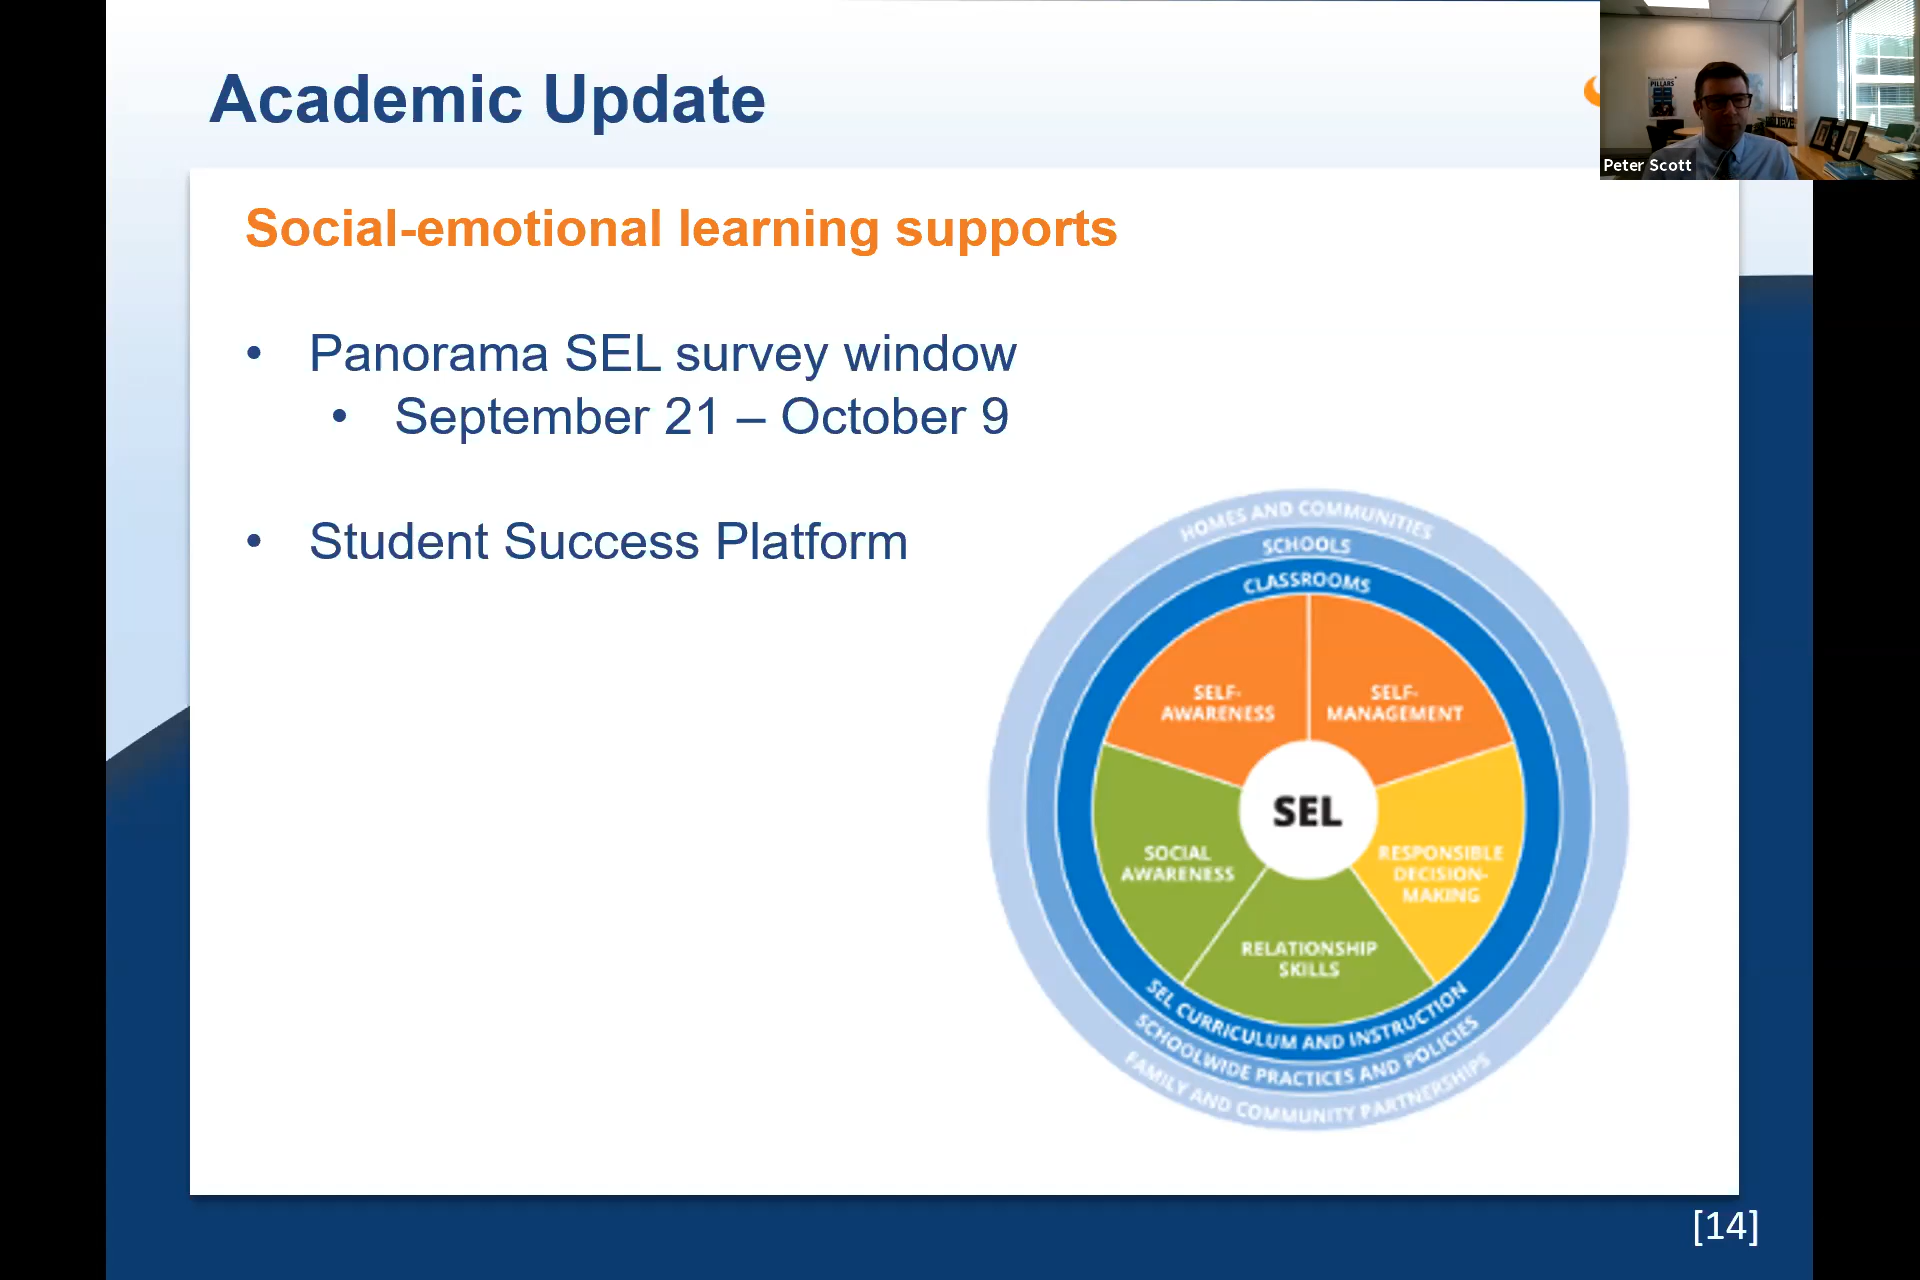 Academic Update
PILLARS
Peter Scott
Social-emotional learning supports
• Panorama SEL survey window
• September 21 – October 9
• Student Success Platform
HOMES AND COMMUNITIES
SCHOOLS
CLASSROOMS
SELF-
AWARENESS
SELF-
MANAGEMENT
SEL
SOCIAL
AWARENESS
RESPONSIBLE
DECISION-
MAKING
RELATIONSHIP
SKILLS
SEL CURRICULUM AND INSTRUCTION
SCHOOLWIDE PRACTICES AND POLICIES
FAMILY AND COMMUNITY PARTNERSHIPS
[14]